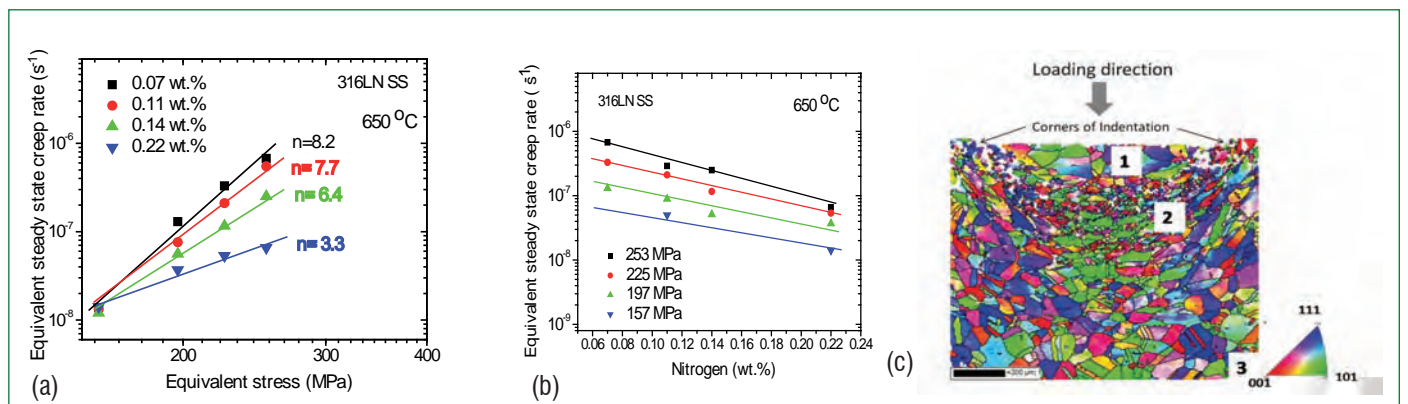 Equivalent steady state creep rate (s⁻¹)
0.07 wt.%
0.11 wt.%
0.14 wt.%
0.22 wt.%
316LN SS
650 ⁰C
n=8.2
n=7.7
n=6.4
n=3.3
10⁻⁶
10⁻⁷
10⁻⁸
200
300
400
Equivalent stress (MPa)
(a)
Equivalent steady state creep rate ( s⁻¹)
316LN SS
650 ⁰C
10⁻⁶
10⁻⁷
10⁻⁸
10⁻⁹
253 MPa
225 MPa
197 MPa
157 MPa
0.06 0.08 0.10 0.12 0.14 0.16 0.18 0.20 0.22 0.24
Nitrogen (wt.%)
(b)
Loading direction
Corners of Indentation
1
2
3
111
001
101
(c)